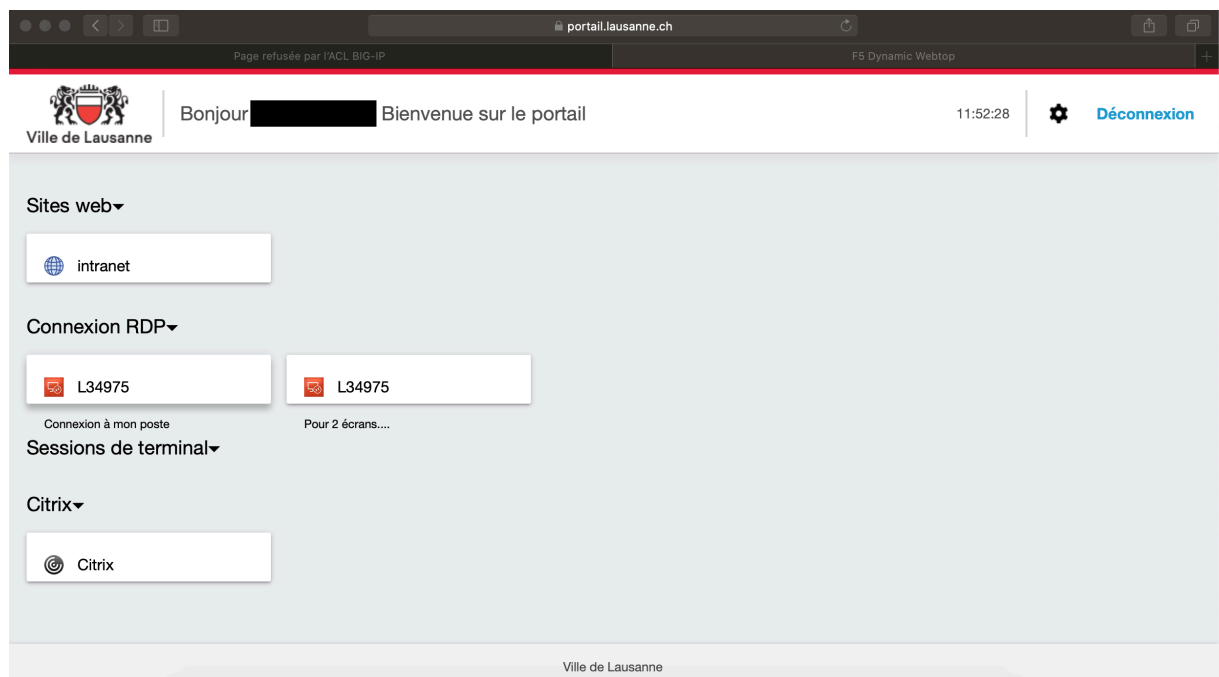 portail.lausanne.ch
Page refusée par l'ACL BIG-IP
F5 Dynamic Webtop
Ville de Lausanne
Bonjour Bienvenue sur le portail
11:52:28
Déconnexion
Sites web
intranet
Connexion RDP
L34975
L34975
Connexion à mon poste
Pour 2 écrans....
Sessions de terminal
Citrix
Citrix
Ville de Lausanne